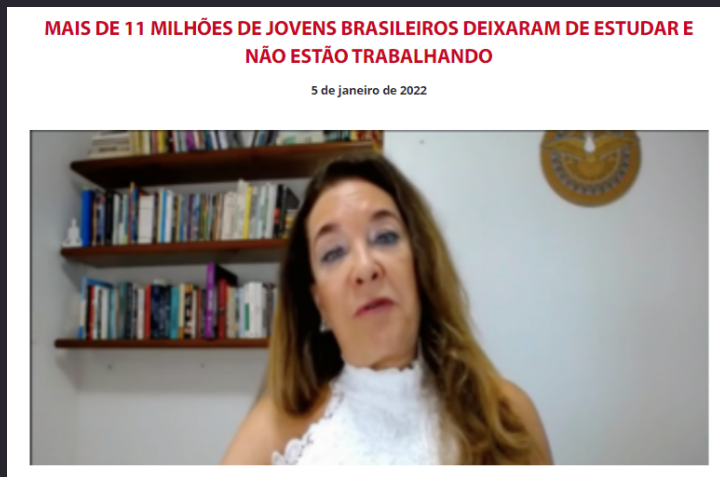 MAIS DE 11 MILHÕES DE JOVENS BRASILEIROS DEIXARAM DE ESTUDAR E
NÃO ESTÃO TRABALHANDO
5 de janeiro de 2022